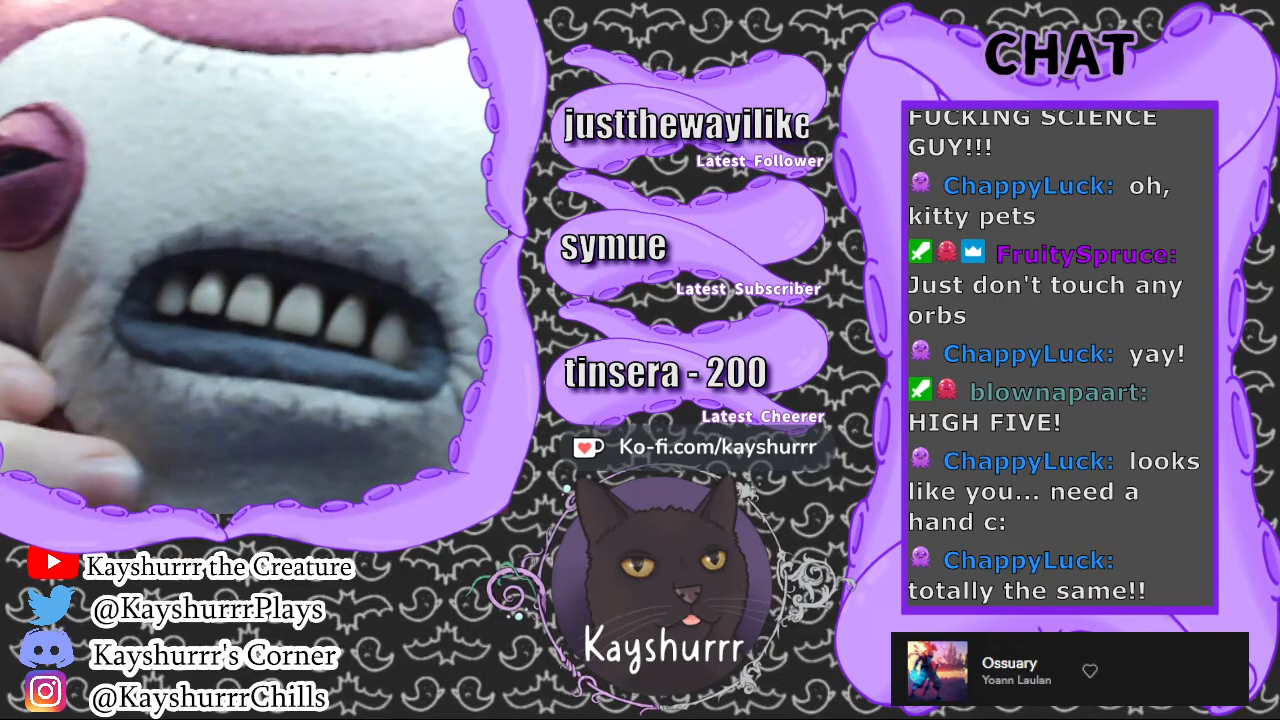 justthewayilike
Latest Follower
symue
Latest Subscriber
tinsera - 200
Latest Cheerer
Ko-fi.com/kayshurrr
Kayshurrr
Kayshurrr the Creature
@KayshurrrPlays
Kayshurrr's Corner
@KayshurrrChills
CHAT
FUCKING SCIENCE
GUY!!!
ChappyLuck: oh,
kitty pets
FruitySpruce:
Just don't touch any
orbs
ChappyLuck: yay!
blownapaart:
HIGH FIVE!
ChappyLuck: looks
like you... need a
hand c:
ChappyLuck:
totally the same!!
Ossuary
Yoann Laulan